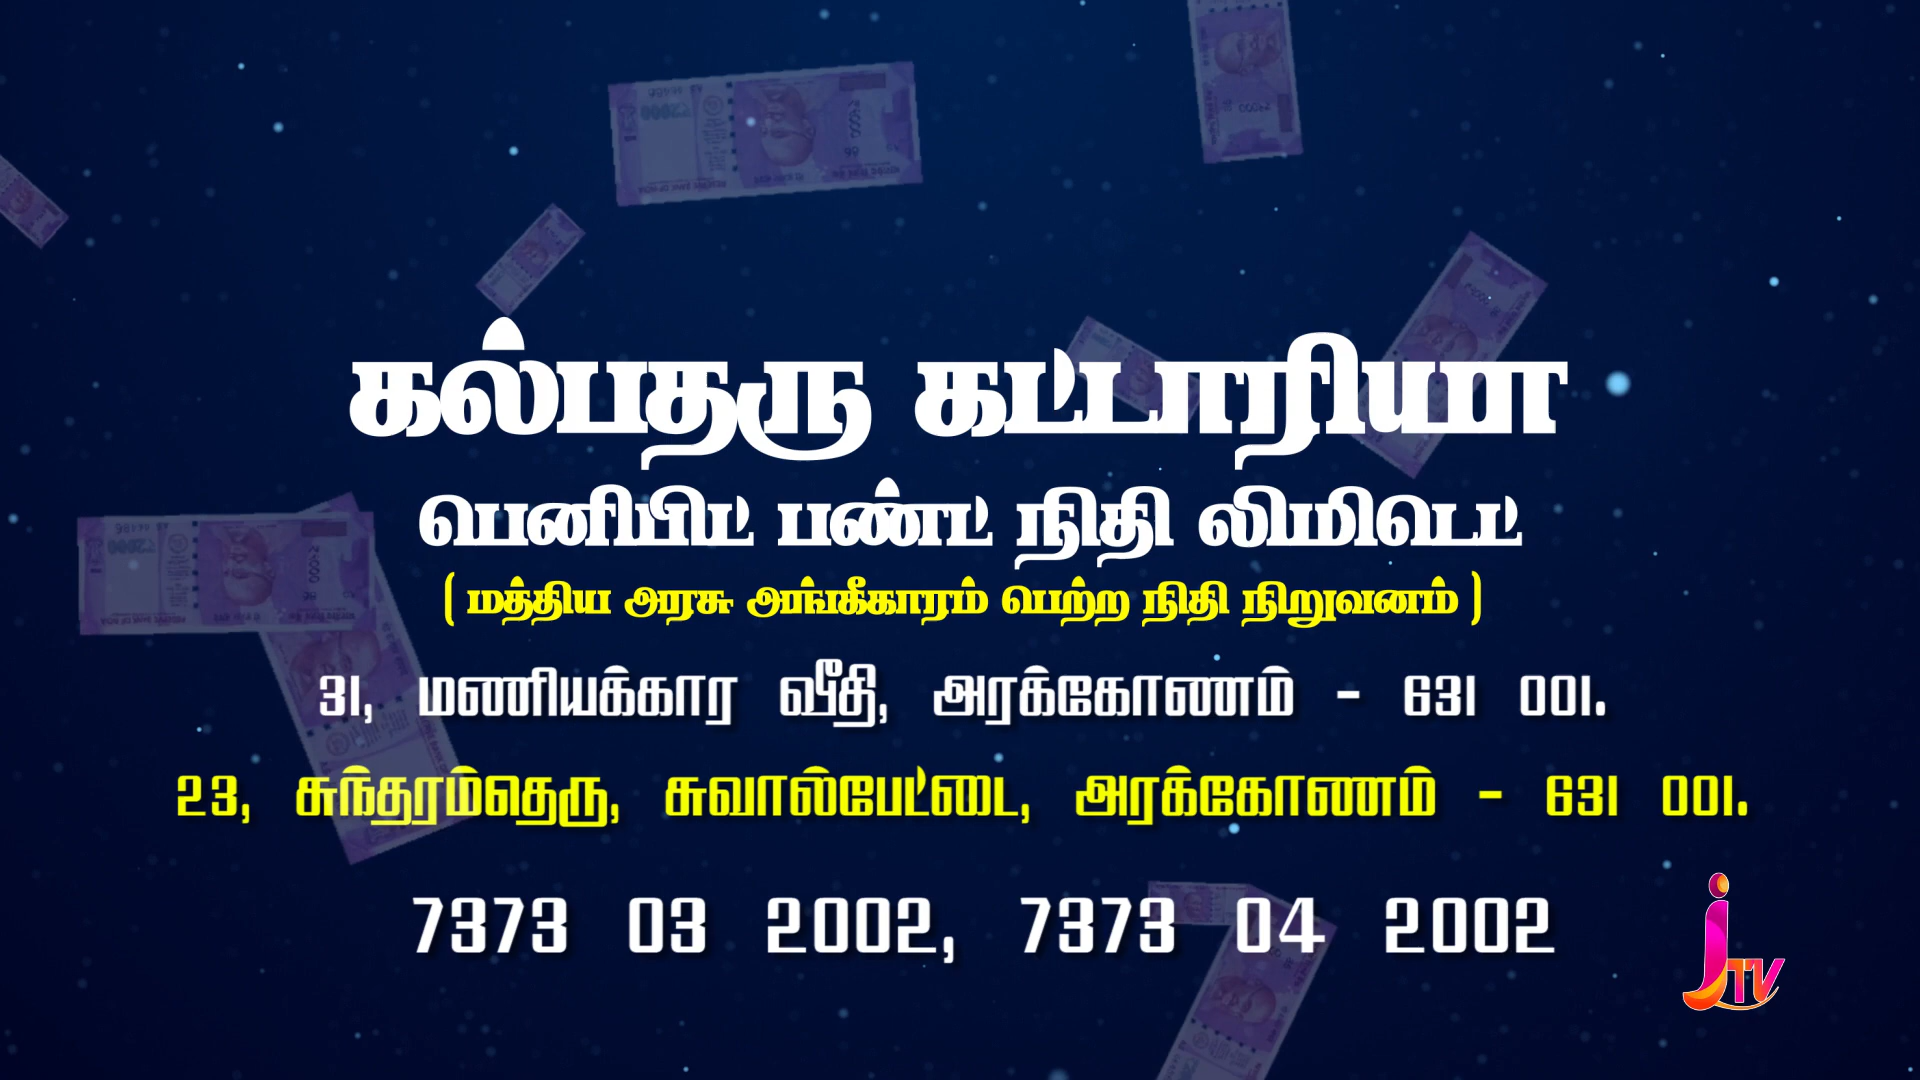 கல்பதரு கட்டாரியா
பெனிபிட் பண்ட் நிதி லிமிடெட்
( மத்திய அரசு அங்கீகாரம் பெற்ற நிதி நிறுவனம் )
31, மணியக்கார வீதி, அரக்கோணம் - 631 001.
23, சுந்தரம்தெரு, சுவால்பேட்டை, அரக்கோணம் - 631 001.
7373 03 2002, 7373 04 2002
jTV